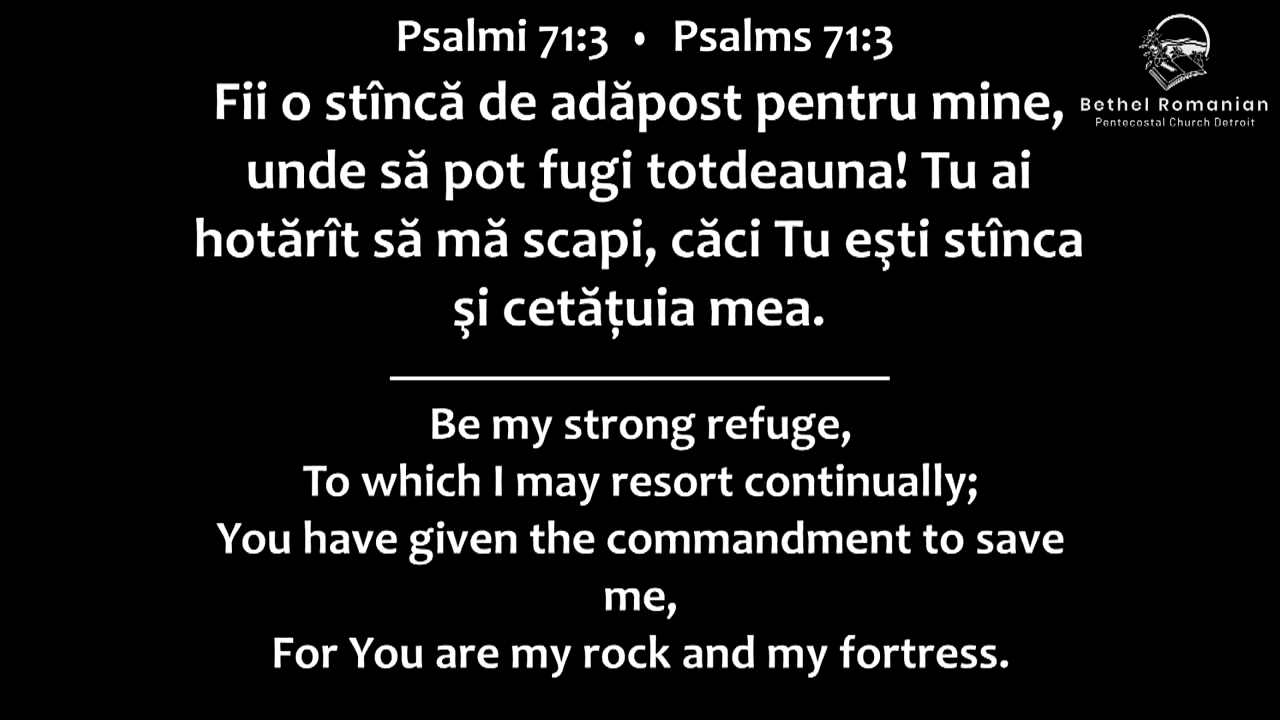 Psalmi 71:3 • Psalms 71:3
Fii o stîncă de adăpost pentru mine,
unde să pot fugi totdeauna! Tu ai
hotărît să mă scapi, căci Tu eşti stînca
şi cetățuia mea.
Be my strong refuge,
To which I may resort continually;
You have given the commandment to save
me,
For You are my rock and my fortress.
Bethel Romanian
Pentecostal Church Detroit